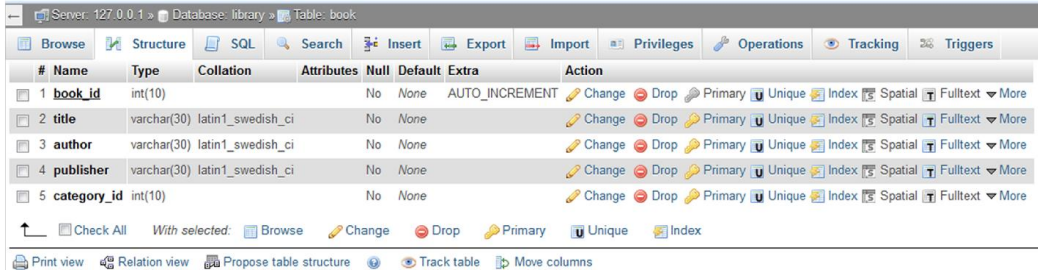 Server: 127.0.0.1 » Database: library » Table: book
Browse Structure SQL Search Insert Export Import Privileges Operations Tracking Triggers
# Name Type Collation Attributes Null Default Extra Action
1 book_id int(10) No None AUTO_INCREMENT Change Drop Primary U Unique Index S Spatial T Fulltext More
2 title varchar(30) latin1_swedish_ci No None Change Drop Primary U Unique Index S Spatial T Fulltext More
3 author varchar(30) latin1_swedish_ci No None Change Drop Primary U Unique Index S Spatial T Fulltext More
4 publisher varchar(30) latin1_swedish_ci No None Change Drop Primary U Unique Index S Spatial T Fulltext More
5 category_id int(10) No None Change Drop Primary U Unique Index S Spatial T Fulltext More
Check All With selected: Browse Change Drop Primary U Unique Index
Print view Relation view Propose table structure Track table Move columns